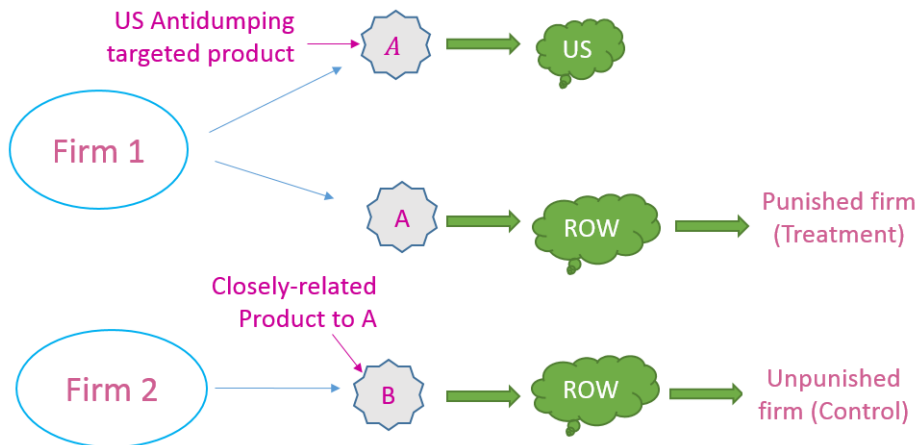 US Antidumping
targeted product
A
US
Firm 1
A
ROW
Punished firm
(Treatment)
Closely-related
Product to A
Firm 2
B
ROW
Unpunished
firm (Control)